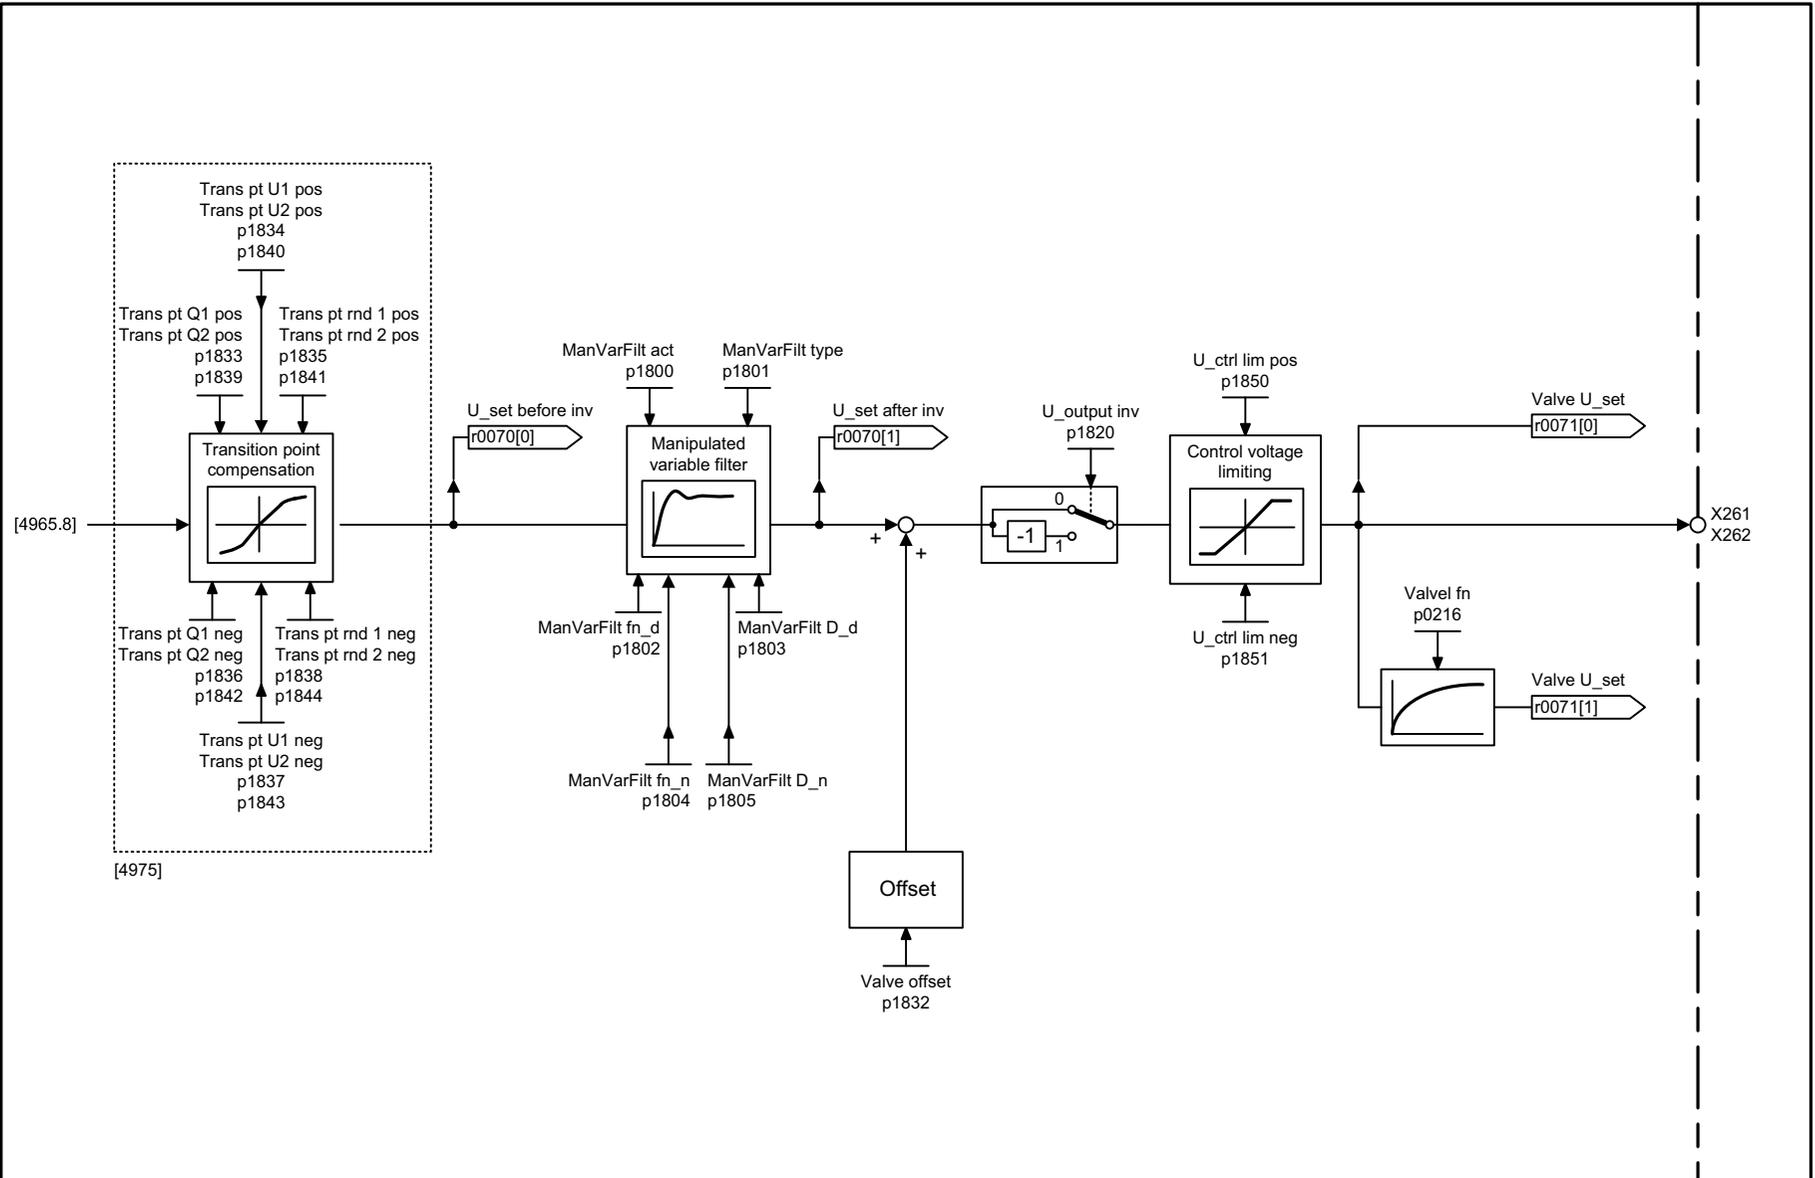 Trans pt U1 pos
Trans pt U2 pos
p1834
p1840
Trans pt Q1 pos
Trans pt Q2 pos
p1833
p1839
Trans pt rnd 1 pos
Trans pt rnd 2 pos
p1835
p1841
Transition point
compensation
[4965.8]
Trans pt Q1 neg
Trans pt Q2 neg
p1836
p1842
Trans pt rnd 1 neg
Trans pt rnd 2 neg
p1838
p1844
Trans pt U1 neg
Trans pt U2 neg
p1837
p1843
[4975]
U_set before inv
r0070[0]
ManVarFilt act
p1800
ManVarFilt type
p1801
Manipulated
variable filter
ManVarFilt fn_d
p1802
ManVarFilt D_d
p1803
ManVarFilt fn_n
p1804
ManVarFilt D_n
p1805
U_set after inv
r0070[1]
+
+
Offset
Valve offset
p1832
U_output inv
p1820
0
-1
1
U_ctrl lim pos
p1850
Control voltage
limiting
U_ctrl lim neg
p1851
Valve U_set
r0071[0]
X261
X262
Valvel fn
p0216
Valve U_set
r0071[1]